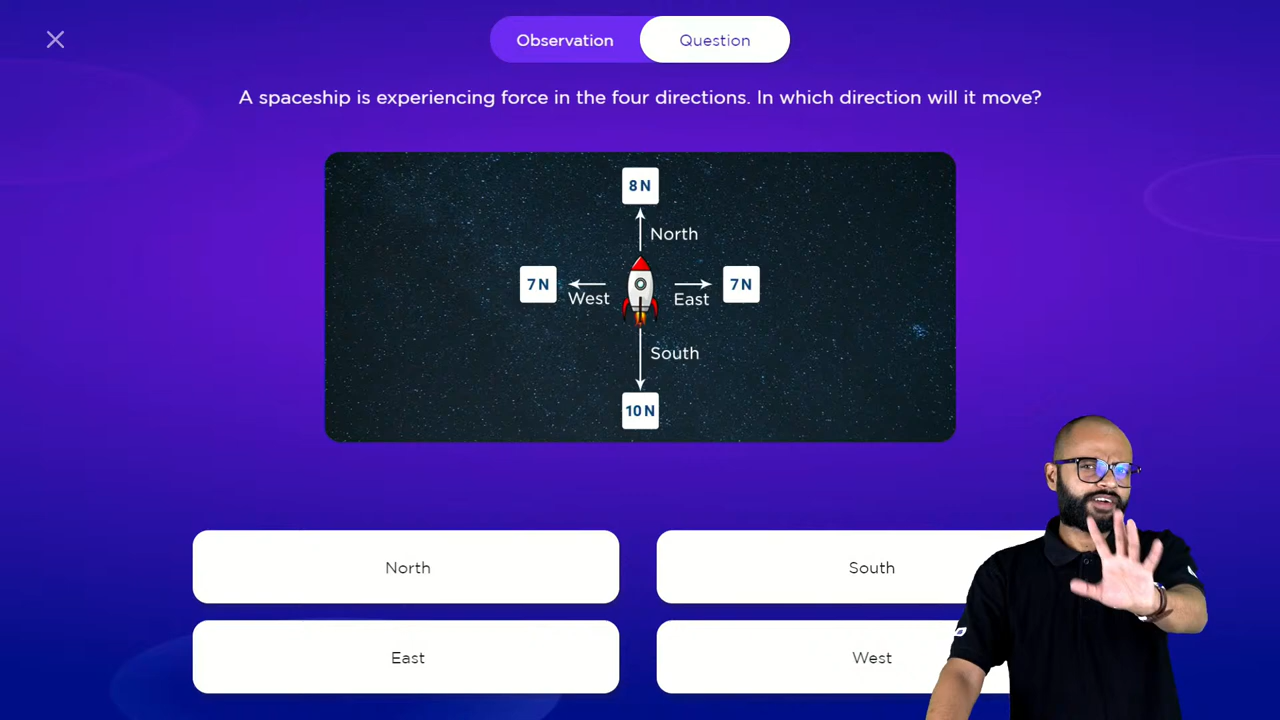 Observation
Question
A spaceship is experiencing force in the four directions. In which direction will it move?
8 N
North
7 N
West
East
7 N
South
10 N
North
South
East
West